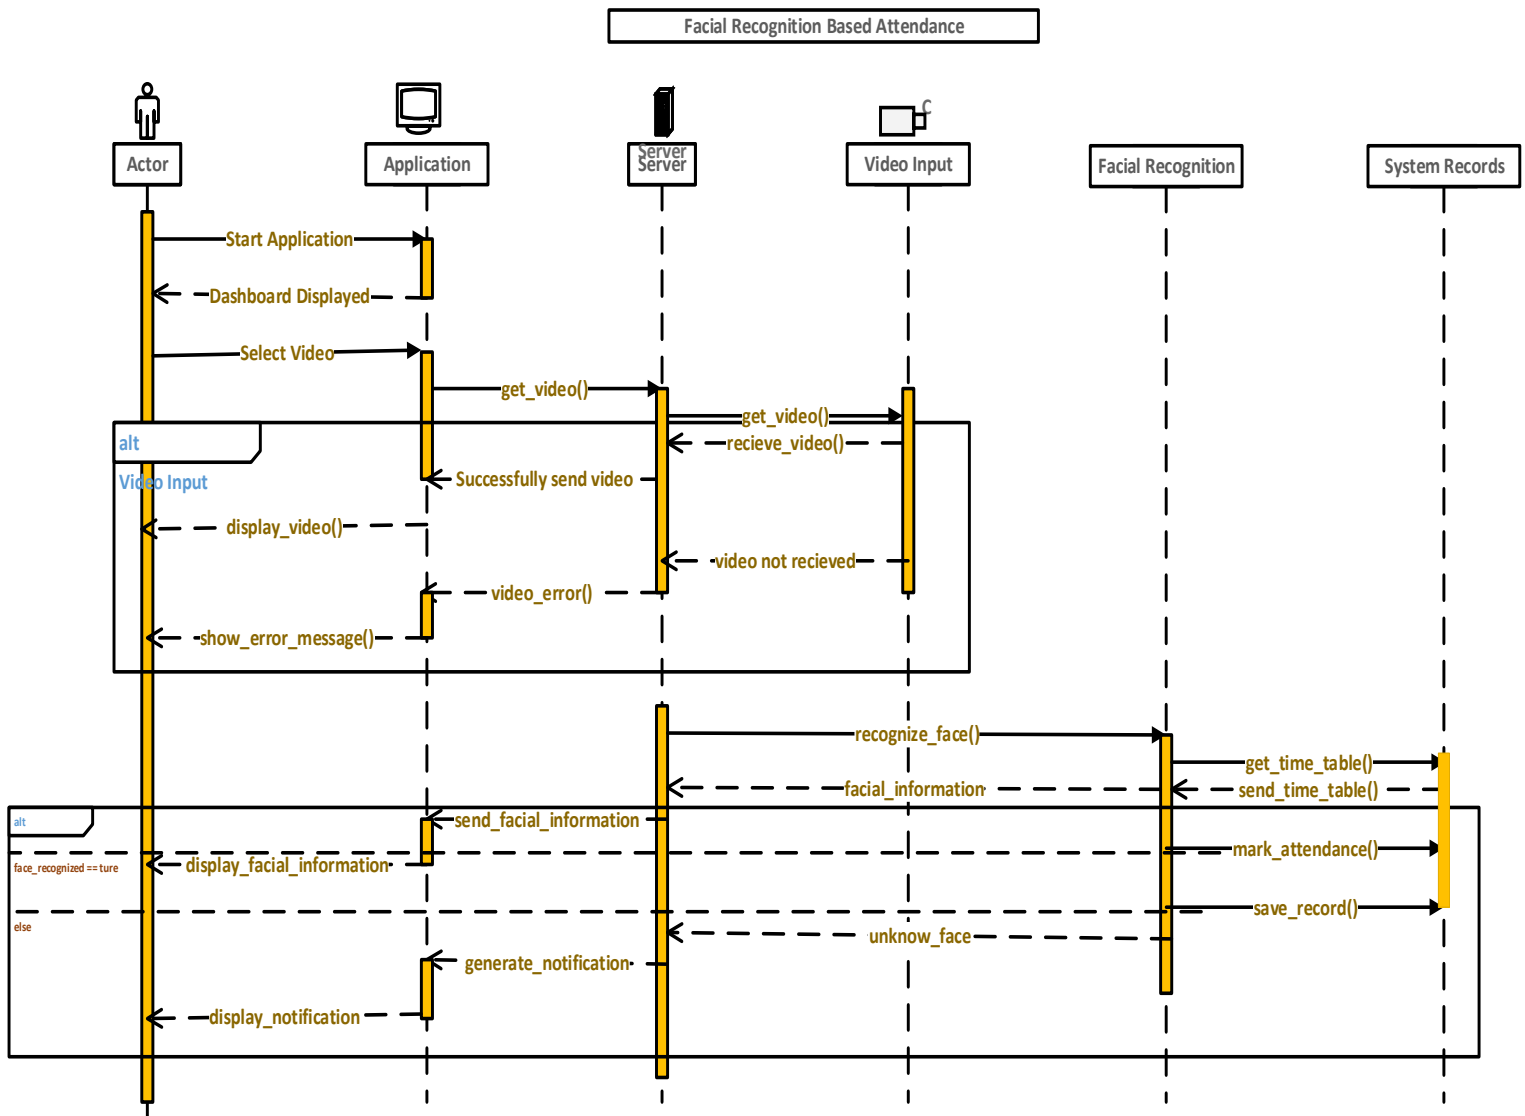 Facial Recognition Based Attendance
C
Actor
Application
Server
Server
Video Input
Facial Recognition
System Records
Start Application
Dashboard Displayed
Select Video
get_video()
get_video()
alt
recieve_video()
Video Input
Successfully send video
display_video()
video not recieved
video_error()
show_error_message()
recognize_face()
get_time_table()
facial_information
send_time_table()
alt
send_facial_information
mark_attendance()
face_recognized == ture
display_facial_information
save_record()
else
unknow_face
generate_notification
display_notification